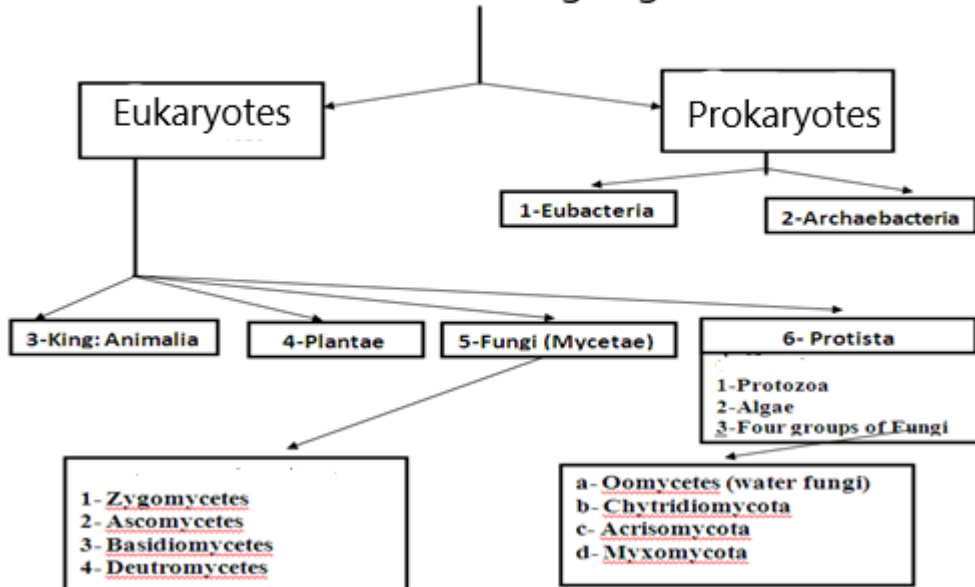 Eukaryotes
Prokaryotes
1-Eubacteria
2-Archaebacteria
3-King: Animalia
4-Plantae
5-Fungi (Mycetae)
6- Protista
1-Protozoa
2-Algae
3-Four groups of Fungi
1- Zygomycetes
2- Ascomycetes
3- Basidiomycetes
4- Deutromycetes
a- Oomycetes (water fungi)
b- Chytridiomycota
c- Acrisomycota
d- Myxomycota